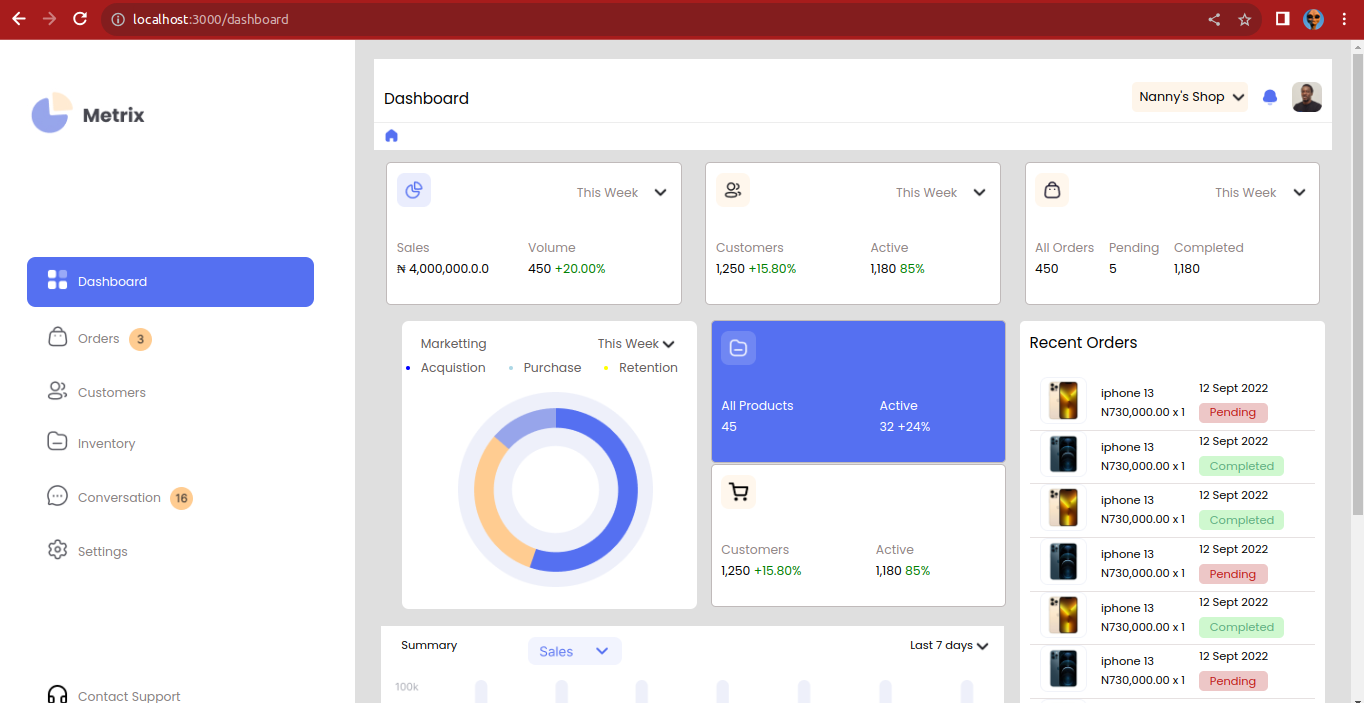 localhost:3000/dashboard
Metrix
Dashboard
Orders 3
Customers
Inventory
Conversation 16
Settings
Contact Support
Dashboard
Nanny's Shop
This Week
Sales Volume
₦ 4,000,000.0.0 450 +20.00%
This Week
Customers Active
1,250 +15.80% 1,180 85%
This Week
All Orders Pending Completed
450 5 1,180
Marketting This Week
Acquistion Purchase Retention
All Products Active
45 32 +24%
Customers Active
1,250 +15.80% 1,180 85%
Recent Orders
iphone 13 12 Sept 2022
N730,000.00 x 1 Pending
iphone 13 12 Sept 2022
N730,000.00 x 1 Completed
iphone 13 12 Sept 2022
N730,000.00 x 1 Completed
iphone 13 12 Sept 2022
N730,000.00 x 1 Pending
iphone 13 12 Sept 2022
N730,000.00 x 1 Completed
iphone 13 12 Sept 2022
N730,000.00 x 1 Pending
Summary Sales Last 7 days
100k